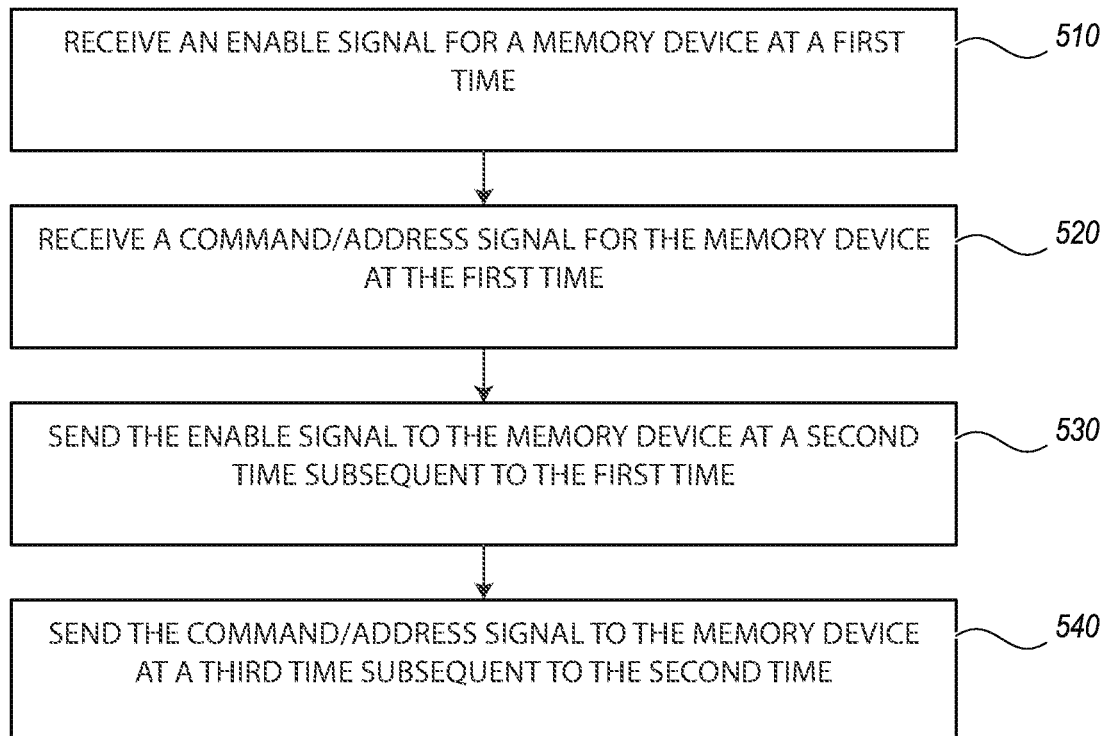 RECEIVE AN ENABLE SIGNAL FOR A MEMORY DEVICE AT A FIRST
TIME
510
RECEIVE A COMMAND/ADDRESS SIGNAL FOR THE MEMORY DEVICE
AT THE FIRST TIME
520
SEND THE ENABLE SIGNAL TO THE MEMORY DEVICE AT A SECOND
TIME SUBSEQUENT TO THE FIRST TIME
530
SEND THE COMMAND/ADDRESS SIGNAL TO THE MEMORY DEVICE
AT A THIRD TIME SUBSEQUENT TO THE SECOND TIME
540